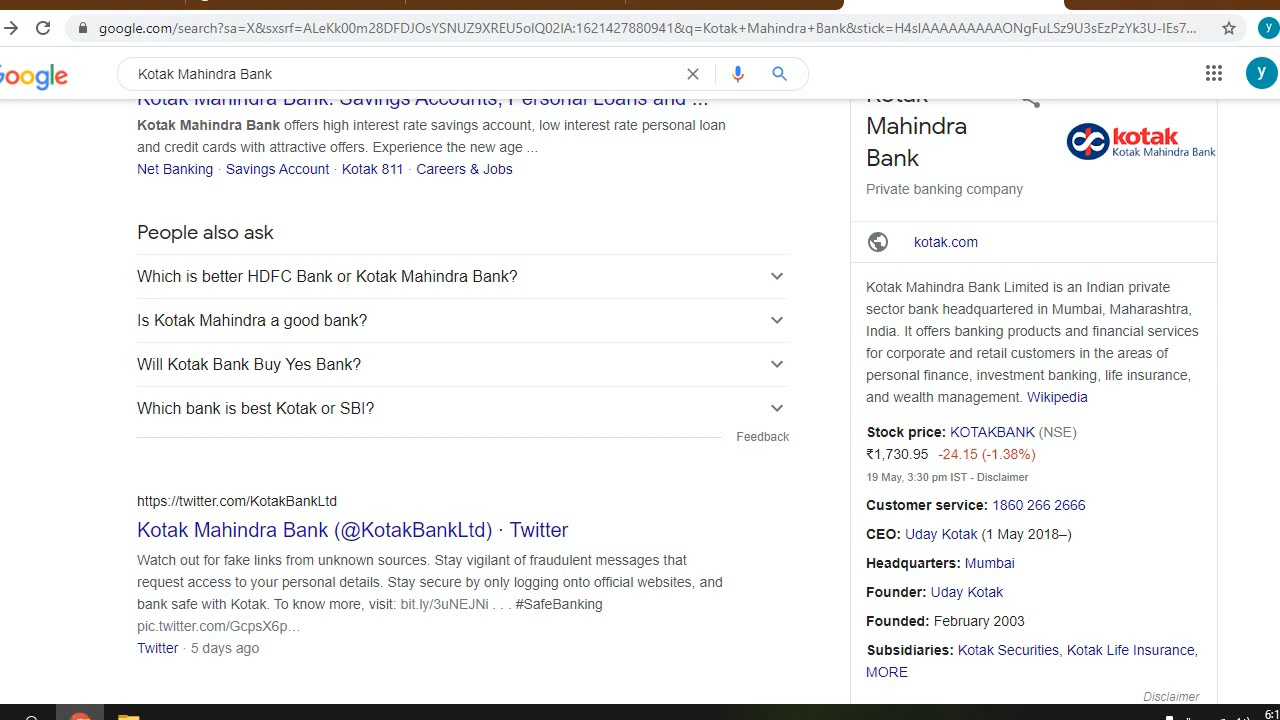 google.com/search?sa=X&sxsrf=ALeKk00m28DFDJOsYSNUZ9XREU5oIQ02IA:1621427880941&q=Kotak+Mahindra+Bank&stick=H4sIAAAAAAAAAONgFuLSz9U3sEzPzYk3U-IEs7...
Google
Kotak Mahindra Bank
y
Kotak Mahindra Bank: Savings Accounts, Personal Loans and ...
Kotak Mahindra Bank offers high interest rate savings account, low interest rate personal loan
and credit cards with attractive offers. Experience the new age ...
Net Banking · Savings Account · Kotak 811 · Careers & Jobs
People also ask
Which is better HDFC Bank or Kotak Mahindra Bank?
Is Kotak Mahindra a good bank?
Will Kotak Bank Buy Yes Bank?
Which bank is best Kotak or SBI?
Feedback
https://twitter.com/KotakBankLtd
Kotak Mahindra Bank (@KotakBankLtd) · Twitter
Watch out for fake links from unknown sources. Stay vigilant of fraudulent messages that
request access to your personal details. Stay secure by only logging onto official websites, and
bank safe with Kotak. To know more, visit: bit.ly/3uNEJNi . . . #SafeBanking
pic.twitter.com/GcpsX6p...
Twitter · 5 days ago
Kotak
Mahindra
Bank
kotak
Kotak Mahindra Bank
Private banking company
kotak.com
Kotak Mahindra Bank Limited is an Indian private
sector bank headquartered in Mumbai, Maharashtra,
India. It offers banking products and financial services
for corporate and retail customers in the areas of
personal finance, investment banking, life insurance,
and wealth management. Wikipedia
Stock price: KOTAKBANK (NSE)
₹1,730.95 -24.15 (-1.38%)
19 May, 3:30 pm IST - Disclaimer
Customer service: 1860 266 2666
CEO: Uday Kotak (1 May 2018–)
Headquarters: Mumbai
Founder: Uday Kotak
Founded: February 2003
Subsidiaries: Kotak Securities, Kotak Life Insurance,
MORE
Disclaimer